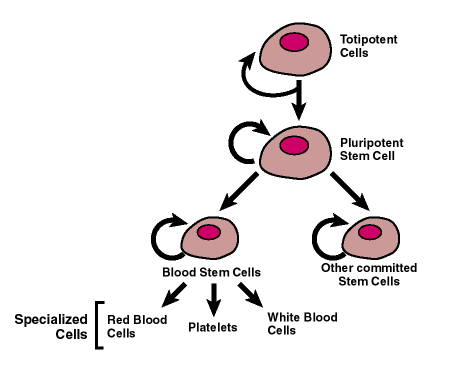 Totipotent
Cells
Pluripotent
Stem Cell
Blood Stem Cells
Other committed
Stem Cells
Specialized
Cells
Red Blood
Cells
Platelets
White Blood
Cells